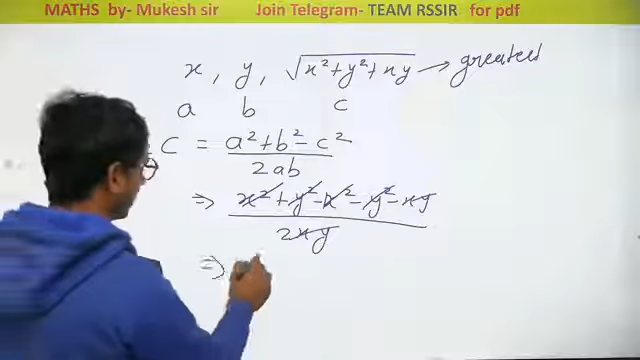 MATHS by- Mukesh sir Join Telegram- TEAM RSSIR for pdf
x, y, √x²+y²+xy → greatest
a b c
C = a²+b²-c² / 2ab
⇒ x²+y²-x²-y²-xy / 2xy
⇒